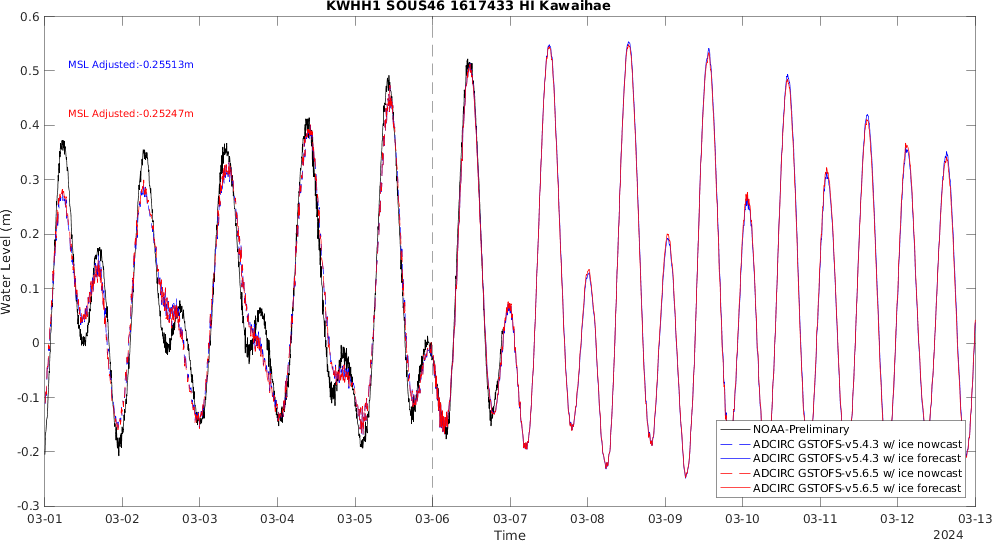 KWHH1 SOUS46 1617433 HI Kawaihae
0.6
0.5
0.4
0.3
0.2
0.1
0
-0.1
-0.2
-0.3
Water Level (m)
MSL Adjusted:-0.25513m
MSL Adjusted:-0.25247m
NOAA-Preliminary
ADCIRC GSTOFS-v5.4.3 w/ ice nowcast
ADCIRC GSTOFS-v5.4.3 w/ ice forecast
ADCIRC GSTOFS-v5.6.5 w/ ice nowcast
ADCIRC GSTOFS-v5.6.5 w/ ice forecast
03-01 03-02 03-03 03-04 03-05 03-06 03-07 03-08 03-09 03-10 03-11 03-12 03-13
Time
2024